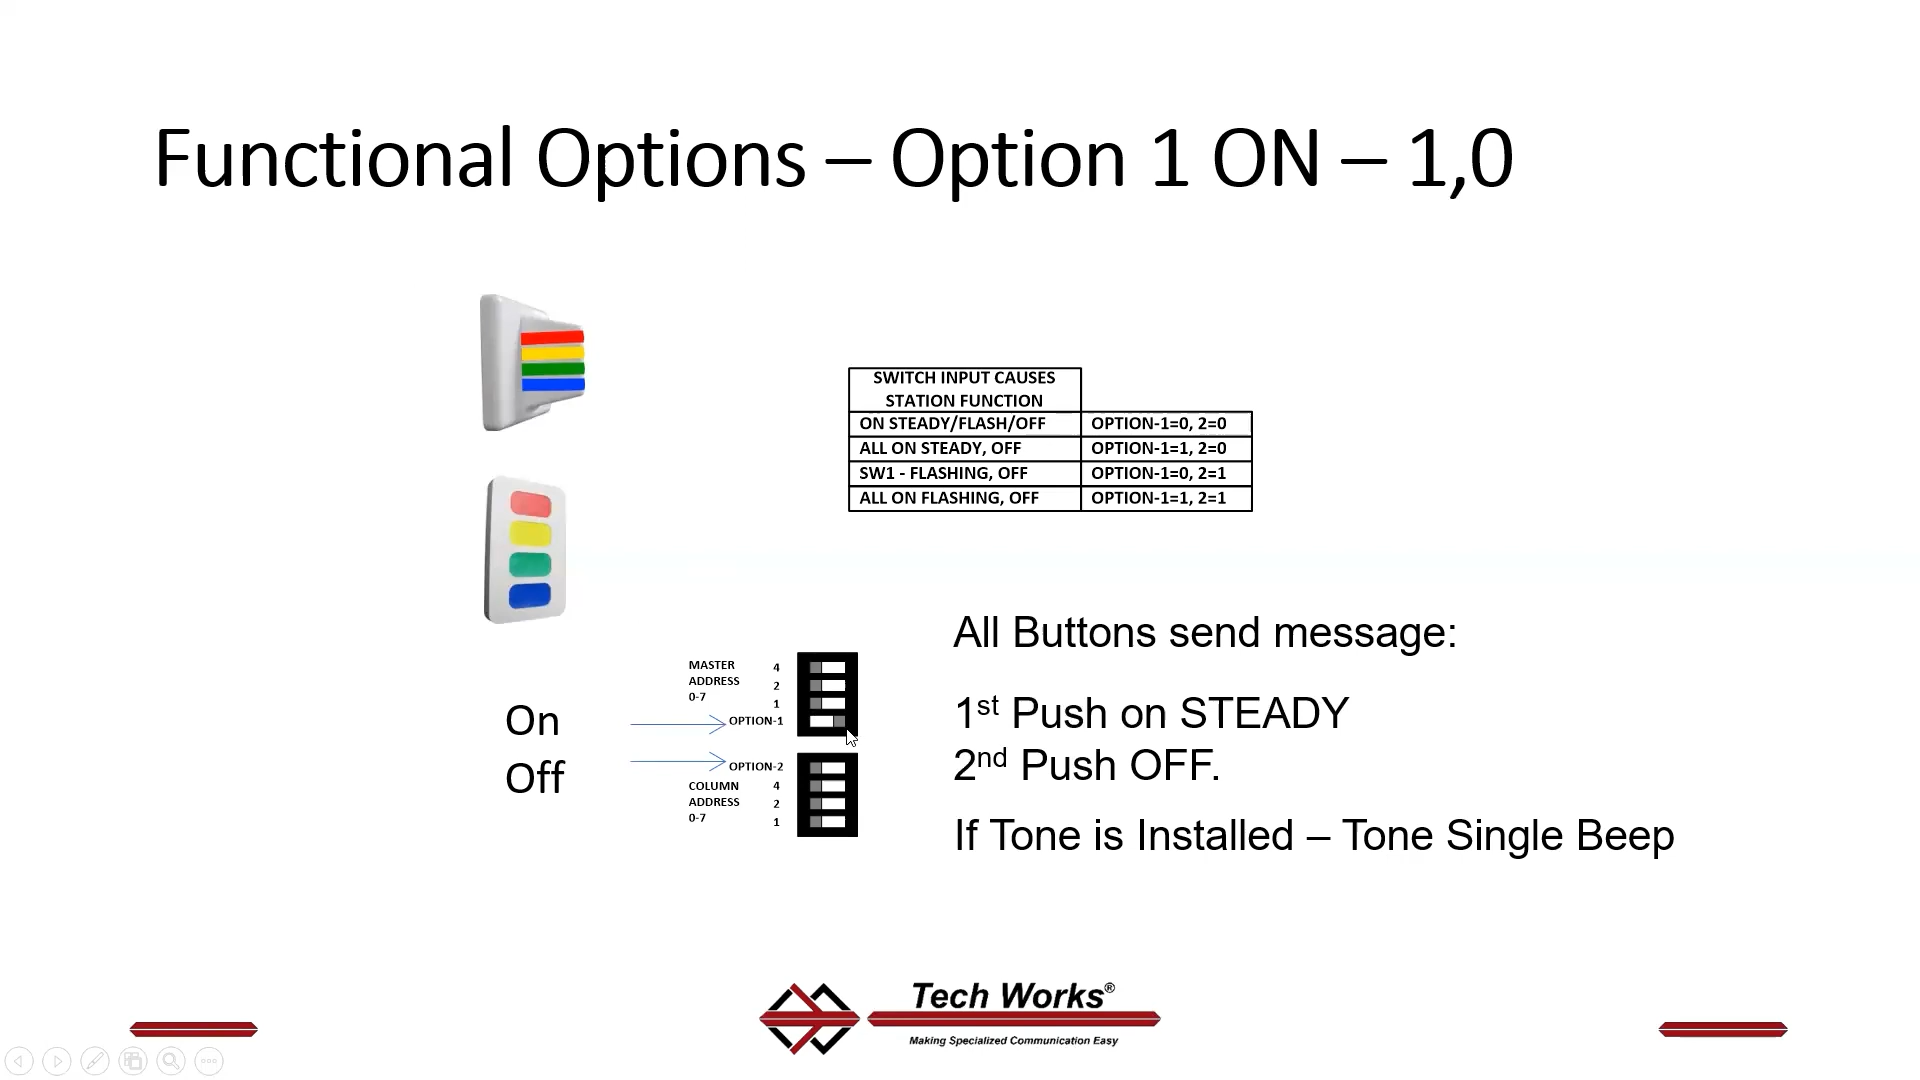 Functional Options – Option 1 ON – 1,0
SWITCH INPUT CAUSES
STATION FUNCTION
ON STEADY/FLASH/OFF OPTION-1=0, 2=0
ALL ON STEADY, OFF OPTION-1=1, 2=0
SW1 - FLASHING, OFF OPTION-1=0, 2=1
ALL ON FLASHING, OFF OPTION-1=1, 2=1
On
Off
MASTER 4
ADDRESS 2
0-7 1
OPTION-1
OPTION-2
COLUMN 4
ADDRESS 2
0-7 1
All Buttons send message:
1st Push on STEADY
2nd Push OFF.
If Tone is Installed – Tone Single Beep
Tech Works®
Making Specialized Communication Easy